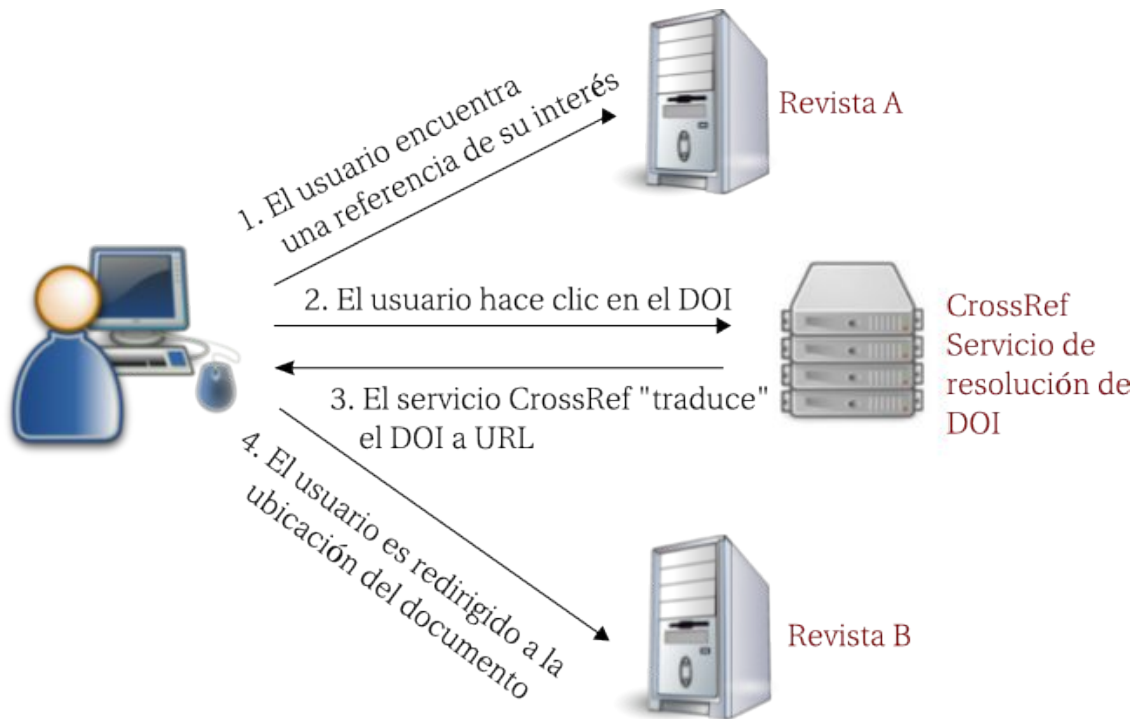 1. El usuario encuentra
una referencia de su interés
Revista A
2. El usuario hace clic en el DOI
CrossRef
Servicio de
resolución de
DOI
3. El servicio CrossRef "traduce"
el DOI a URL
4. El usuario es redirigido a la
ubicación del documento
Revista B